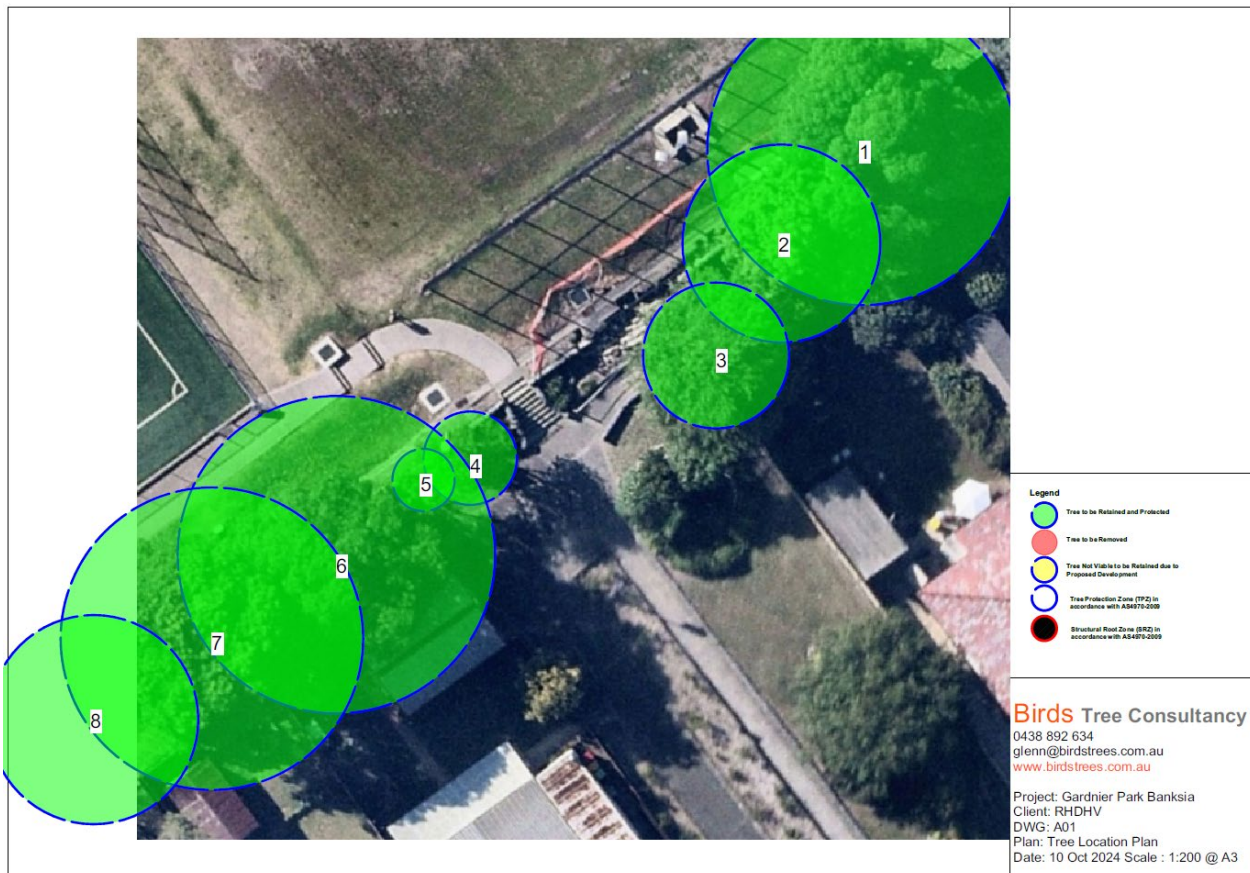 1
2
3
4
5
6
7
8
Legend
Tree to be Retained and Protected
Tree to be Removed
Tree Not Viable to be Retained due to
Proposed Development
Tree Protection Zone (TPZ) in
accordance with AS4970-2009
Structural Root Zone (SRZ) in
accordance with AS4970-2009
Birds Tree Consultancy
0438 892 634
glenn@birdstrees.com.au
www.birdstrees.com.au
Project: Gardnier Park Banksia
Client: RHDHV
DWG: A01
Plan: Tree Location Plan
Date: 10 Oct 2024 Scale : 1:200 @ A3